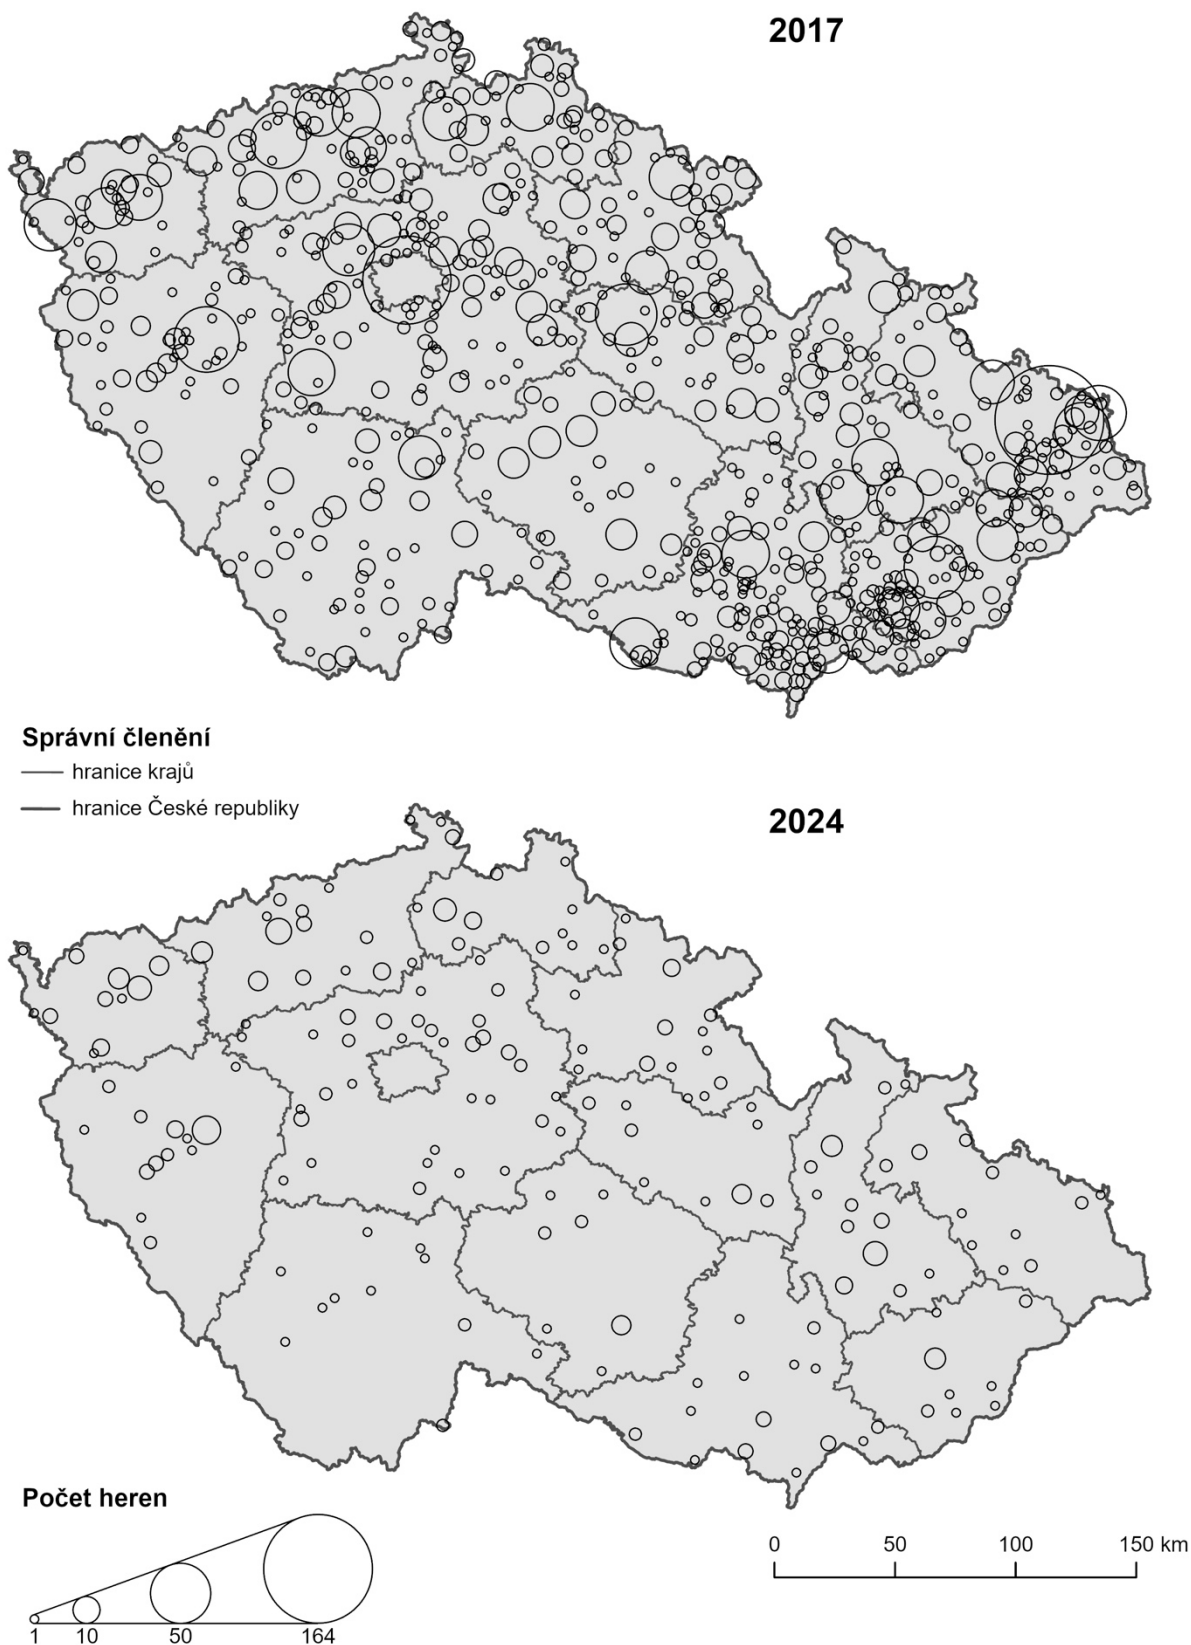 2017
Správní členění
hranice krajů
hranice České republiky
2024
Počet heren
1 10 50 164
0 50 100 150 km